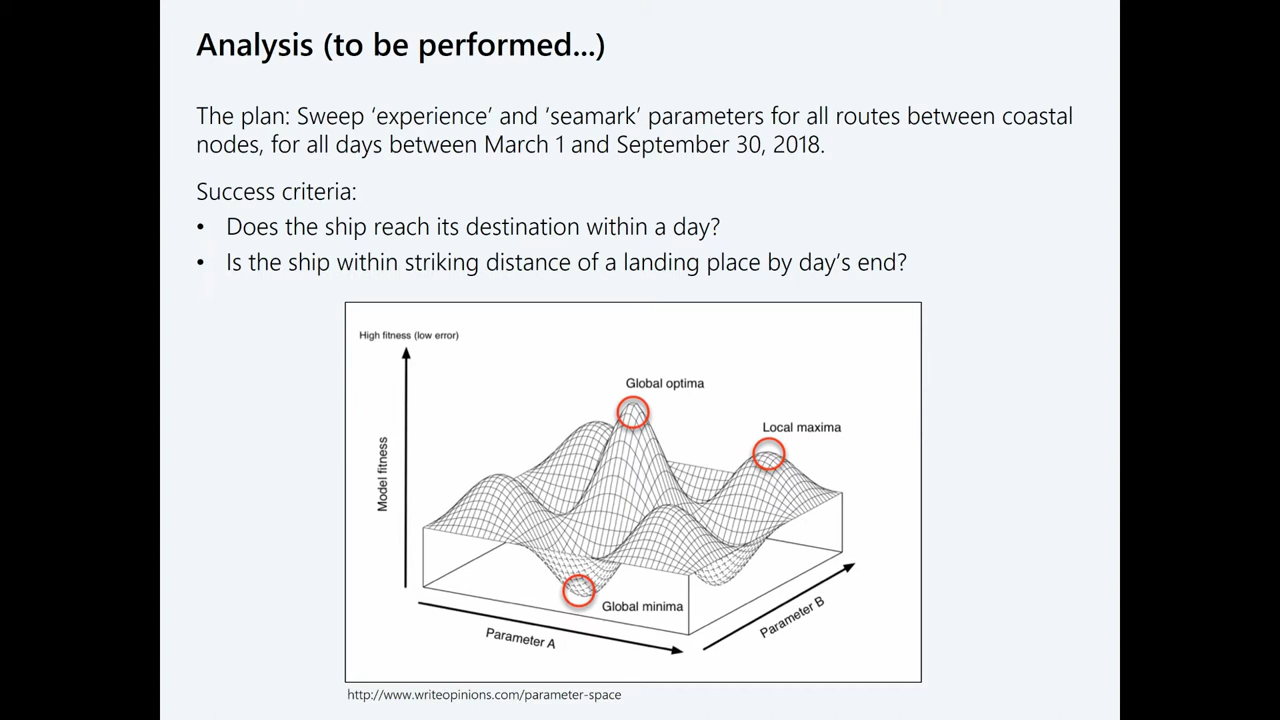 Analysis (to be performed...)
The plan: Sweep ‘experience’ and ‘seamark’ parameters for all routes between coastal
nodes, for all days between March 1 and September 30, 2018.
Success criteria:
• Does the ship reach its destination within a day?
• Is the ship within striking distance of a landing place by day’s end?
High fitness (low error)
Global optima
Local maxima
Model fitness
Global minima
Parameter A
Parameter B
http://www.writeopinions.com/parameter-space